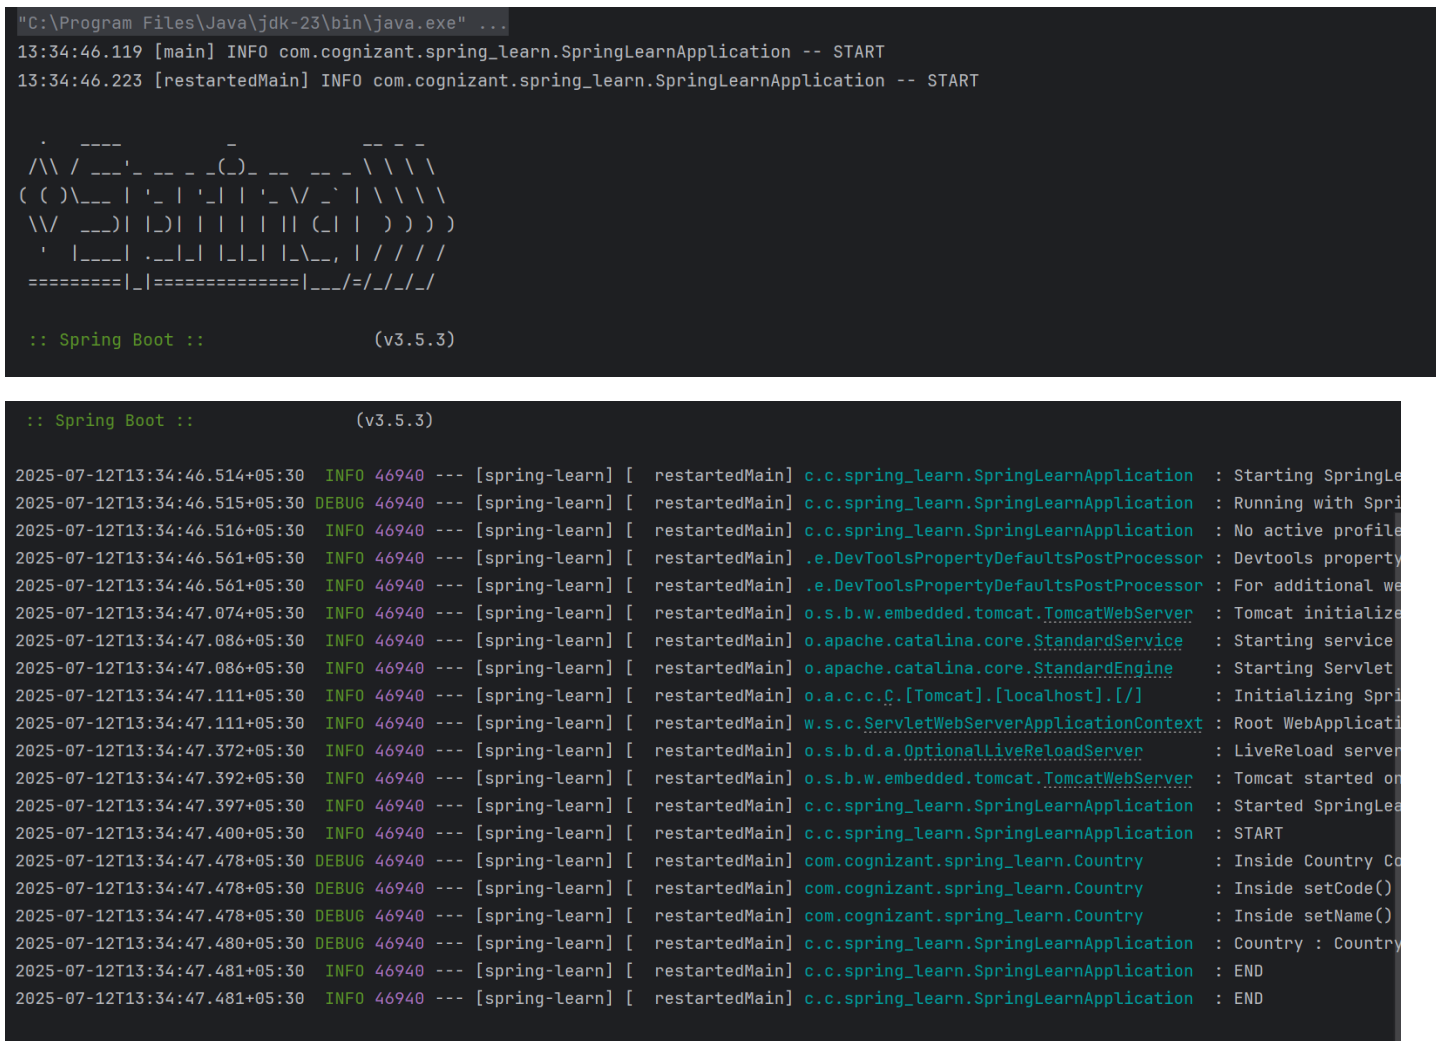 "C:\Program Files\Java\jdk-23\bin\java.exe" ...
13:34:46.119 [main] INFO com.cognizant.spring_learn.SpringLearnApplication -- START
13:34:46.223 [restartedMain] INFO com.cognizant.spring_learn.SpringLearnApplication -- START
  .   ____          _            __ _ _
 /\\ / ___'_ __ _ _(_)_ __  __ _ \ \ \ \
( ( )\___ | '_ | '_| | '_ \/ _` | \ \ \ \
 \\/  ___)| |_)| | | | | || (_| |  ) ) ) )
  '  |____| .__|_| |_|_| |_\__, | / / / /
 =========|_|==============|___/=/_/_/_/
 :: Spring Boot ::                (v3.5.3)
 :: Spring Boot ::                (v3.5.3)
2025-07-12T13:34:46.514+05:30  INFO 46940 --- [spring-learn] [  restartedMain] c.c.spring_learn.SpringLearnApplication  : Starting SpringLe
2025-07-12T13:34:46.515+05:30 DEBUG 46940 --- [spring-learn] [  restartedMain] c.c.spring_learn.SpringLearnApplication  : Running with Spri
2025-07-12T13:34:46.516+05:30  INFO 46940 --- [spring-learn] [  restartedMain] c.c.spring_learn.SpringLearnApplication  : No active profile
2025-07-12T13:34:46.561+05:30  INFO 46940 --- [spring-learn] [  restartedMain] .e.DevToolsPropertyDefaultsPostProcessor : Devtools property
2025-07-12T13:34:46.561+05:30  INFO 46940 --- [spring-learn] [  restartedMain] .e.DevToolsPropertyDefaultsPostProcessor : For additional we
2025-07-12T13:34:47.074+05:30  INFO 46940 --- [spring-learn] [  restartedMain] o.s.b.w.embedded.tomcat.TomcatWebServer  : Tomcat initialize
2025-07-12T13:34:47.086+05:30  INFO 46940 --- [spring-learn] [  restartedMain] o.apache.catalina.core.StandardService   : Starting service
2025-07-12T13:34:47.086+05:30  INFO 46940 --- [spring-learn] [  restartedMain] o.apache.catalina.core.StandardEngine    : Starting Servlet
2025-07-12T13:34:47.111+05:30  INFO 46940 --- [spring-learn] [  restartedMain] o.a.c.c.C.[Tomcat].[localhost].[/]       : Initializing Spri
2025-07-12T13:34:47.111+05:30  INFO 46940 --- [spring-learn] [  restartedMain] w.s.c.ServletWebServerApplicationContext : Root WebApplicati
2025-07-12T13:34:47.372+05:30  INFO 46940 --- [spring-learn] [  restartedMain] o.s.b.d.a.OptionalLiveReloadServer       : LiveReload server
2025-07-12T13:34:47.392+05:30  INFO 46940 --- [spring-learn] [  restartedMain] o.s.b.w.embedded.tomcat.TomcatWebServer  : Tomcat started on
2025-07-12T13:34:47.397+05:30  INFO 46940 --- [spring-learn] [  restartedMain] c.c.spring_learn.SpringLearnApplication  : Started SpringLea
2025-07-12T13:34:47.400+05:30  INFO 46940 --- [spring-learn] [  restartedMain] c.c.spring_learn.SpringLearnApplication  : START
2025-07-12T13:34:47.478+05:30 DEBUG 46940 --- [spring-learn] [  restartedMain] com.cognizant.spring_learn.Country       : Inside Country Co
2025-07-12T13:34:47.478+05:30 DEBUG 46940 --- [spring-learn] [  restartedMain] com.cognizant.spring_learn.Country       : Inside setCode()
2025-07-12T13:34:47.478+05:30 DEBUG 46940 --- [spring-learn] [  restartedMain] com.cognizant.spring_learn.Country       : Inside setName()
2025-07-12T13:34:47.480+05:30 DEBUG 46940 --- [spring-learn] [  restartedMain] c.c.spring_learn.SpringLearnApplication  : Country : Country
2025-07-12T13:34:47.481+05:30  INFO 46940 --- [spring-learn] [  restartedMain] c.c.spring_learn.SpringLearnApplication  : END
2025-07-12T13:34:47.481+05:30  INFO 46940 --- [spring-learn] [  restartedMain] c.c.spring_learn.SpringLearnApplication  : END